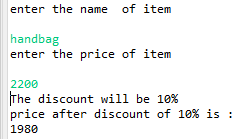 enter the name  of item
handbag
enter the price of item
2200
The discount will be 10%
price after discount of 10% is :
1980